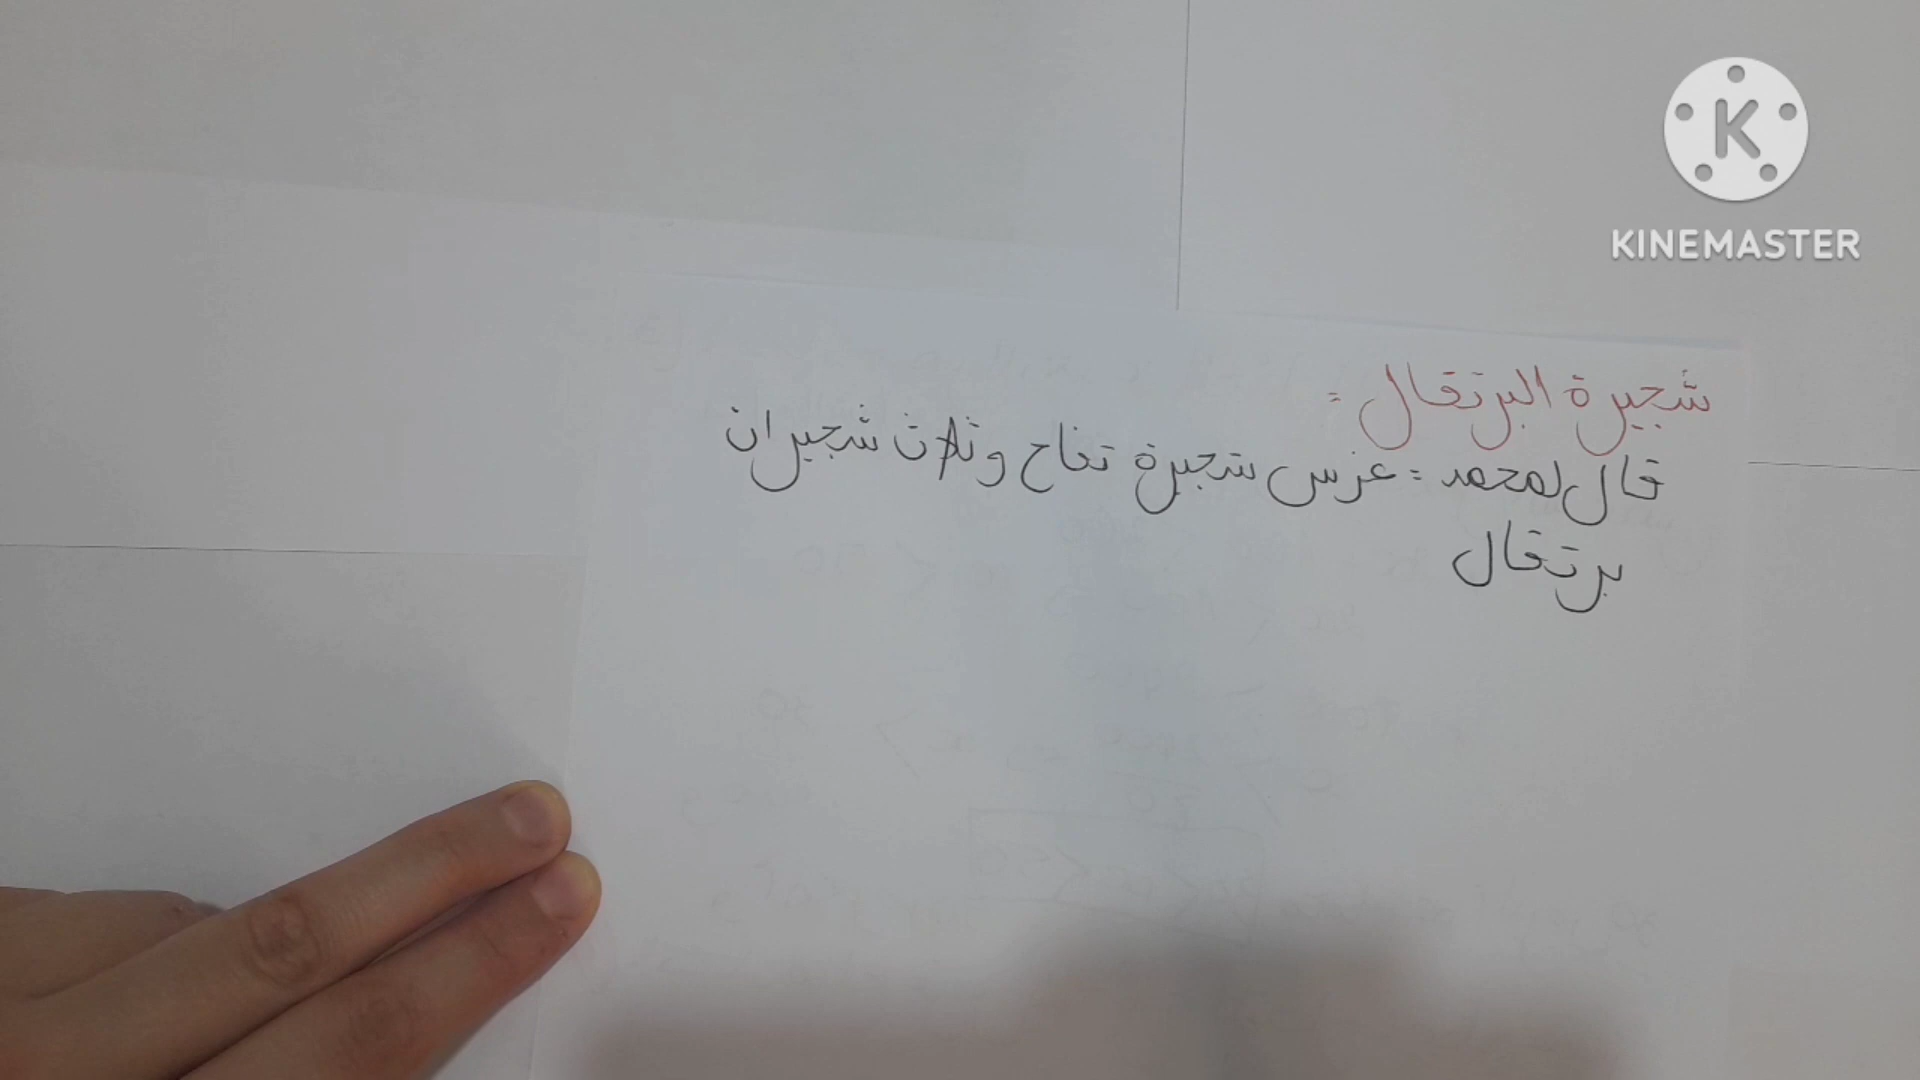 KINEMASTER
شجيرة البرتقال :
قال لمحمد : غرس شجيرة تفاح وثلاث شجيرات
برتقال